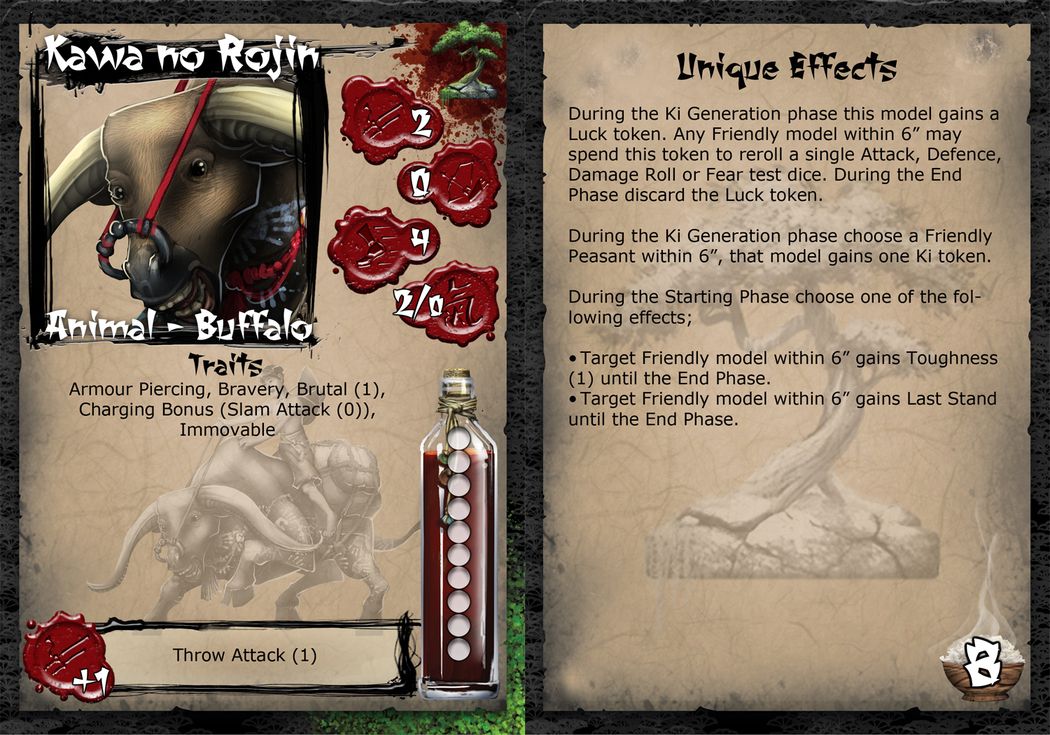 Kawa no Rojin
2
0
4
2/0 氣
Animal - Buffalo
Traits
Armour Piercing, Bravery, Brutal (1),
Charging Bonus (Slam Attack (0)),
Immovable
+1
Throw Attack (1)
Unique Effects
During the Ki Generation phase this model gains a
Luck token. Any Friendly model within 6” may
spend this token to reroll a single Attack, Defence,
Damage Roll or Fear test dice. During the End
Phase discard the Luck token.
During the Ki Generation phase choose a Friendly
Peasant within 6”, that model gains one Ki token.
During the Starting Phase choose one of the fol-
lowing effects;
• Target Friendly model within 6” gains Toughness
(1) until the End Phase.
• Target Friendly model within 6” gains Last Stand
until the End Phase.
8